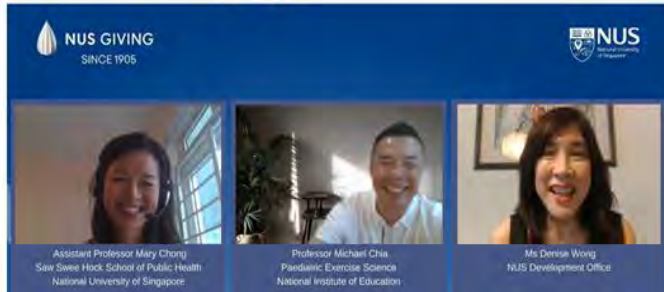 NUS GIVING
SINCE 1905
NUS
National University
of Singapore
Assistant Professor Mary Chong
Saw Swee Hock School of Public Health
National University of Singapore
Professor Michael Chia
Paediatric Exercise Science
National Institute of Education
Ms Denise Wong
NUS Development Office